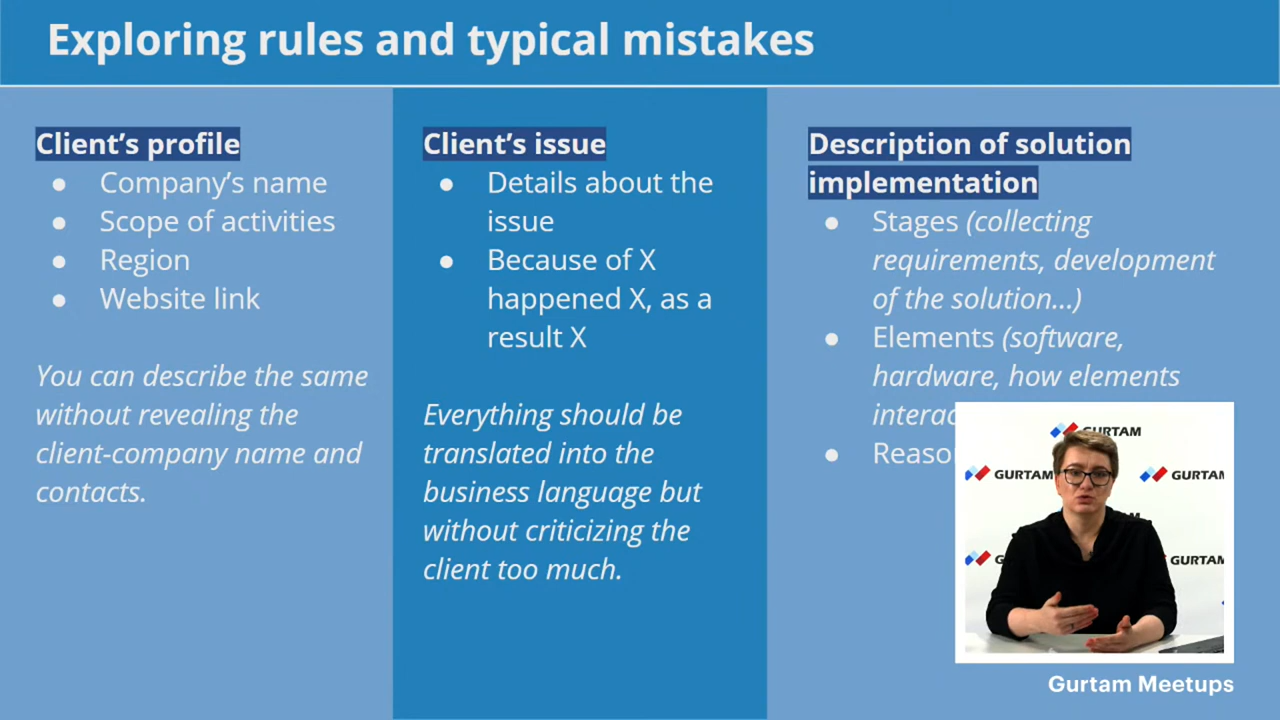 Exploring rules and typical mistakes
Client's profile
● Company's name
● Scope of activities
● Region
● Website link
You can describe the same
without revealing the
client-company name and
contacts.
Client's issue
● Details about the
issue
● Because of X
happened X, as a
result X
Everything should be
translated into the
business language but
without criticizing the
client too much.
Description of solution
implementation
● Stages (collecting
requirements, development
of the solution...)
● Elements (software,
hardware, how elements
●
GURTAM
GURTAM
GURTAM
Gurtam Meetups